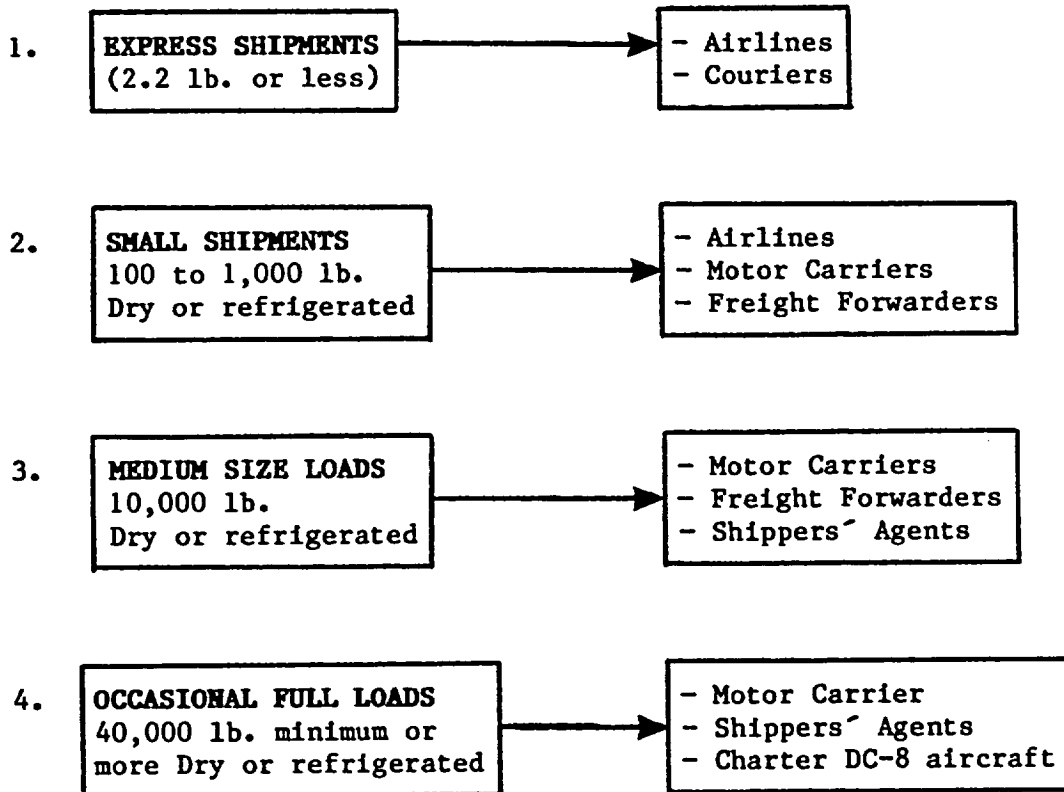 1.
EXPRESS SHIPMENTS
(2.2 lb. or less)
- Airlines
- Couriers
2.
SMALL SHIPMENTS
100 to 1,000 lb.
Dry or refrigerated
- Airlines
- Motor Carriers
- Freight Forwarders
3.
MEDIUM SIZE LOADS
10,000 lb.
Dry or refrigerated
- Motor Carriers
- Freight Forwarders
- Shippers´ Agents
4.
OCCASIONAL FULL LOADS
40,000 lb. minimum or
more Dry or refrigerated
- Motor Carrier
- Shippers´ Agents
- Charter DC-8 aircraft